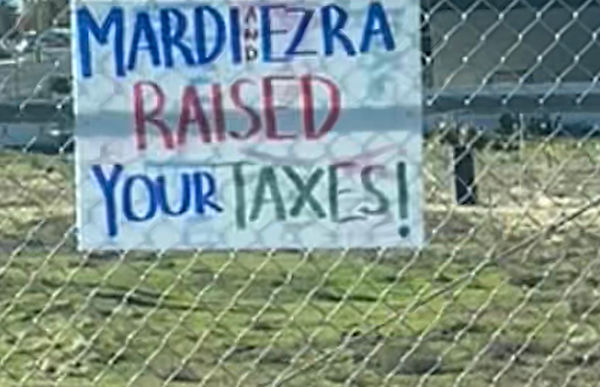 MARDI AND EZRA
RAISED
YOUR TAXES!